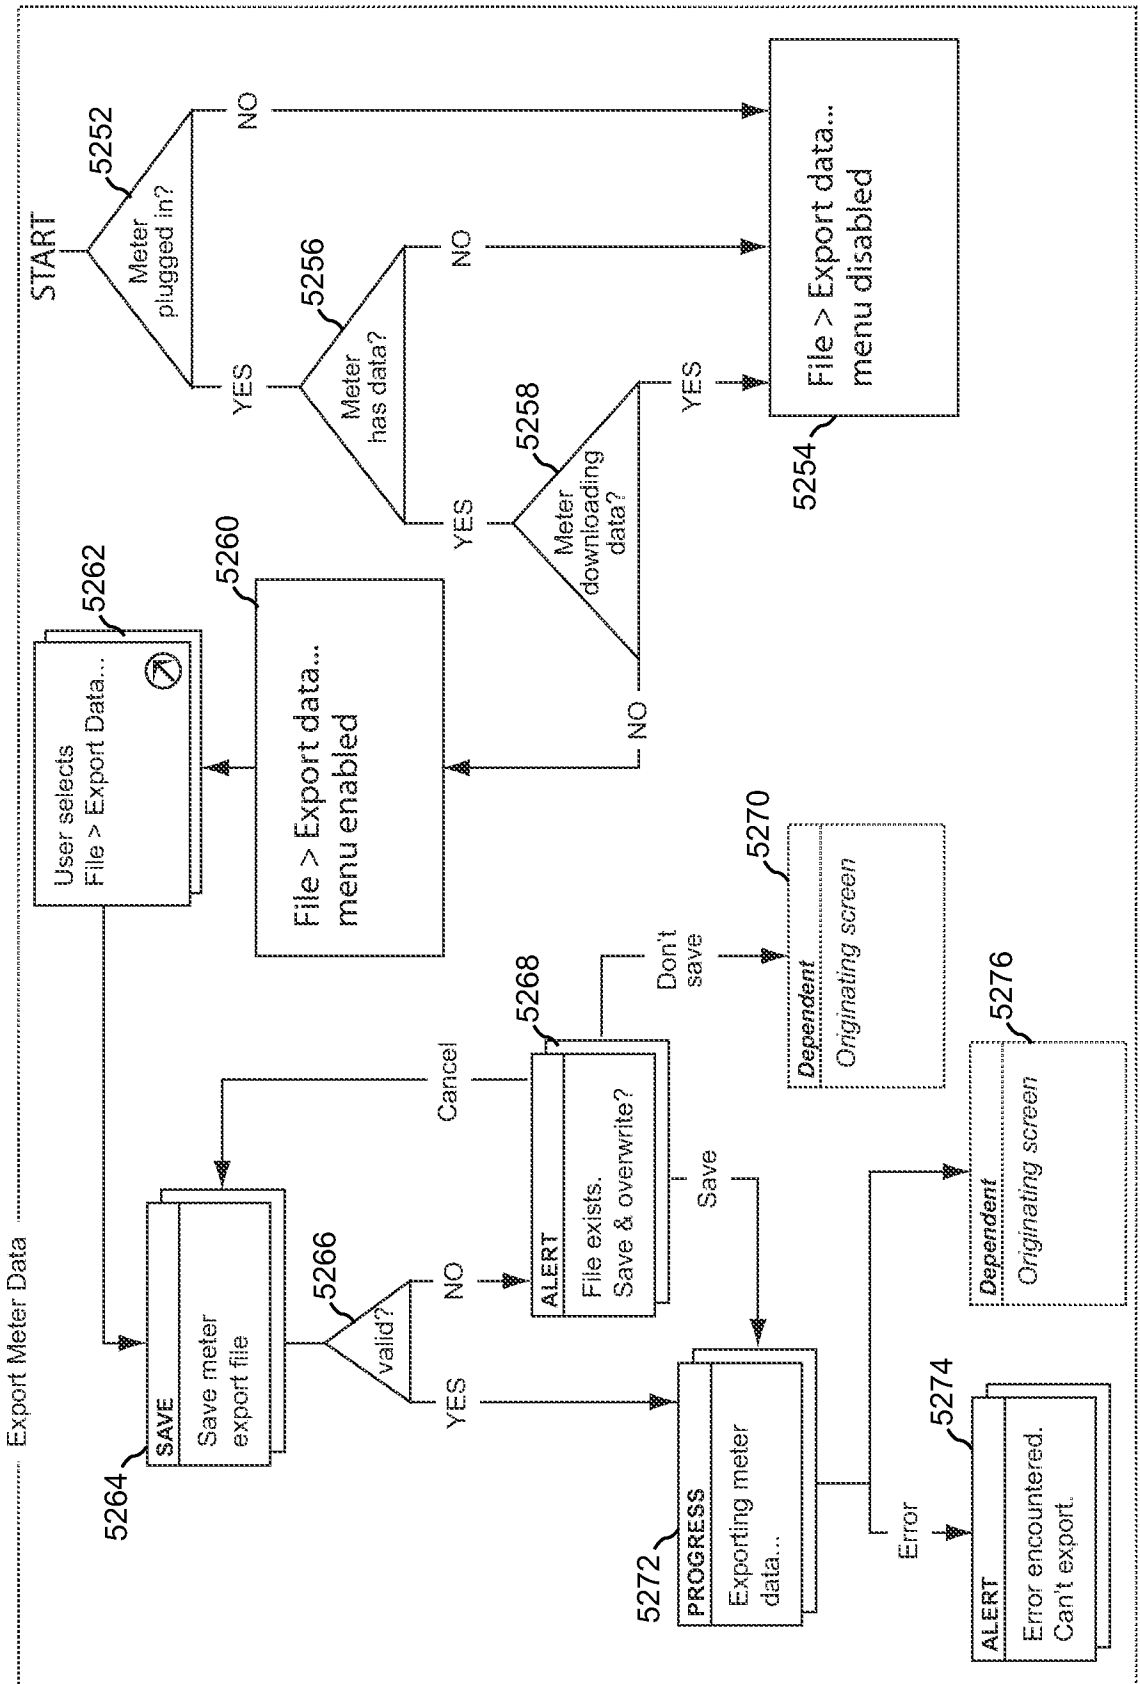 Export Meter Data
START
5252
Meter
plugged in?
NO
YES
5256
Meter
has data?
NO
YES
5258
Meter
downloading
data?
YES
NO
5254
File > Export data...
menu disabled
5260
File > Export data...
menu enabled
5262
User selects
File > Export Data...
5264
SAVE
Save meter
export file
5266
valid?
NO
YES
5268
ALERT
File exists.
Save & overwrite?
Cancel
Don't
save
Save
5270
Dependent
Originating screen
5272
PROGRESS
Exporting meter
data...
Error
5274
ALERT
Error encountered.
Can't export.
5276
Dependent
Originating screen